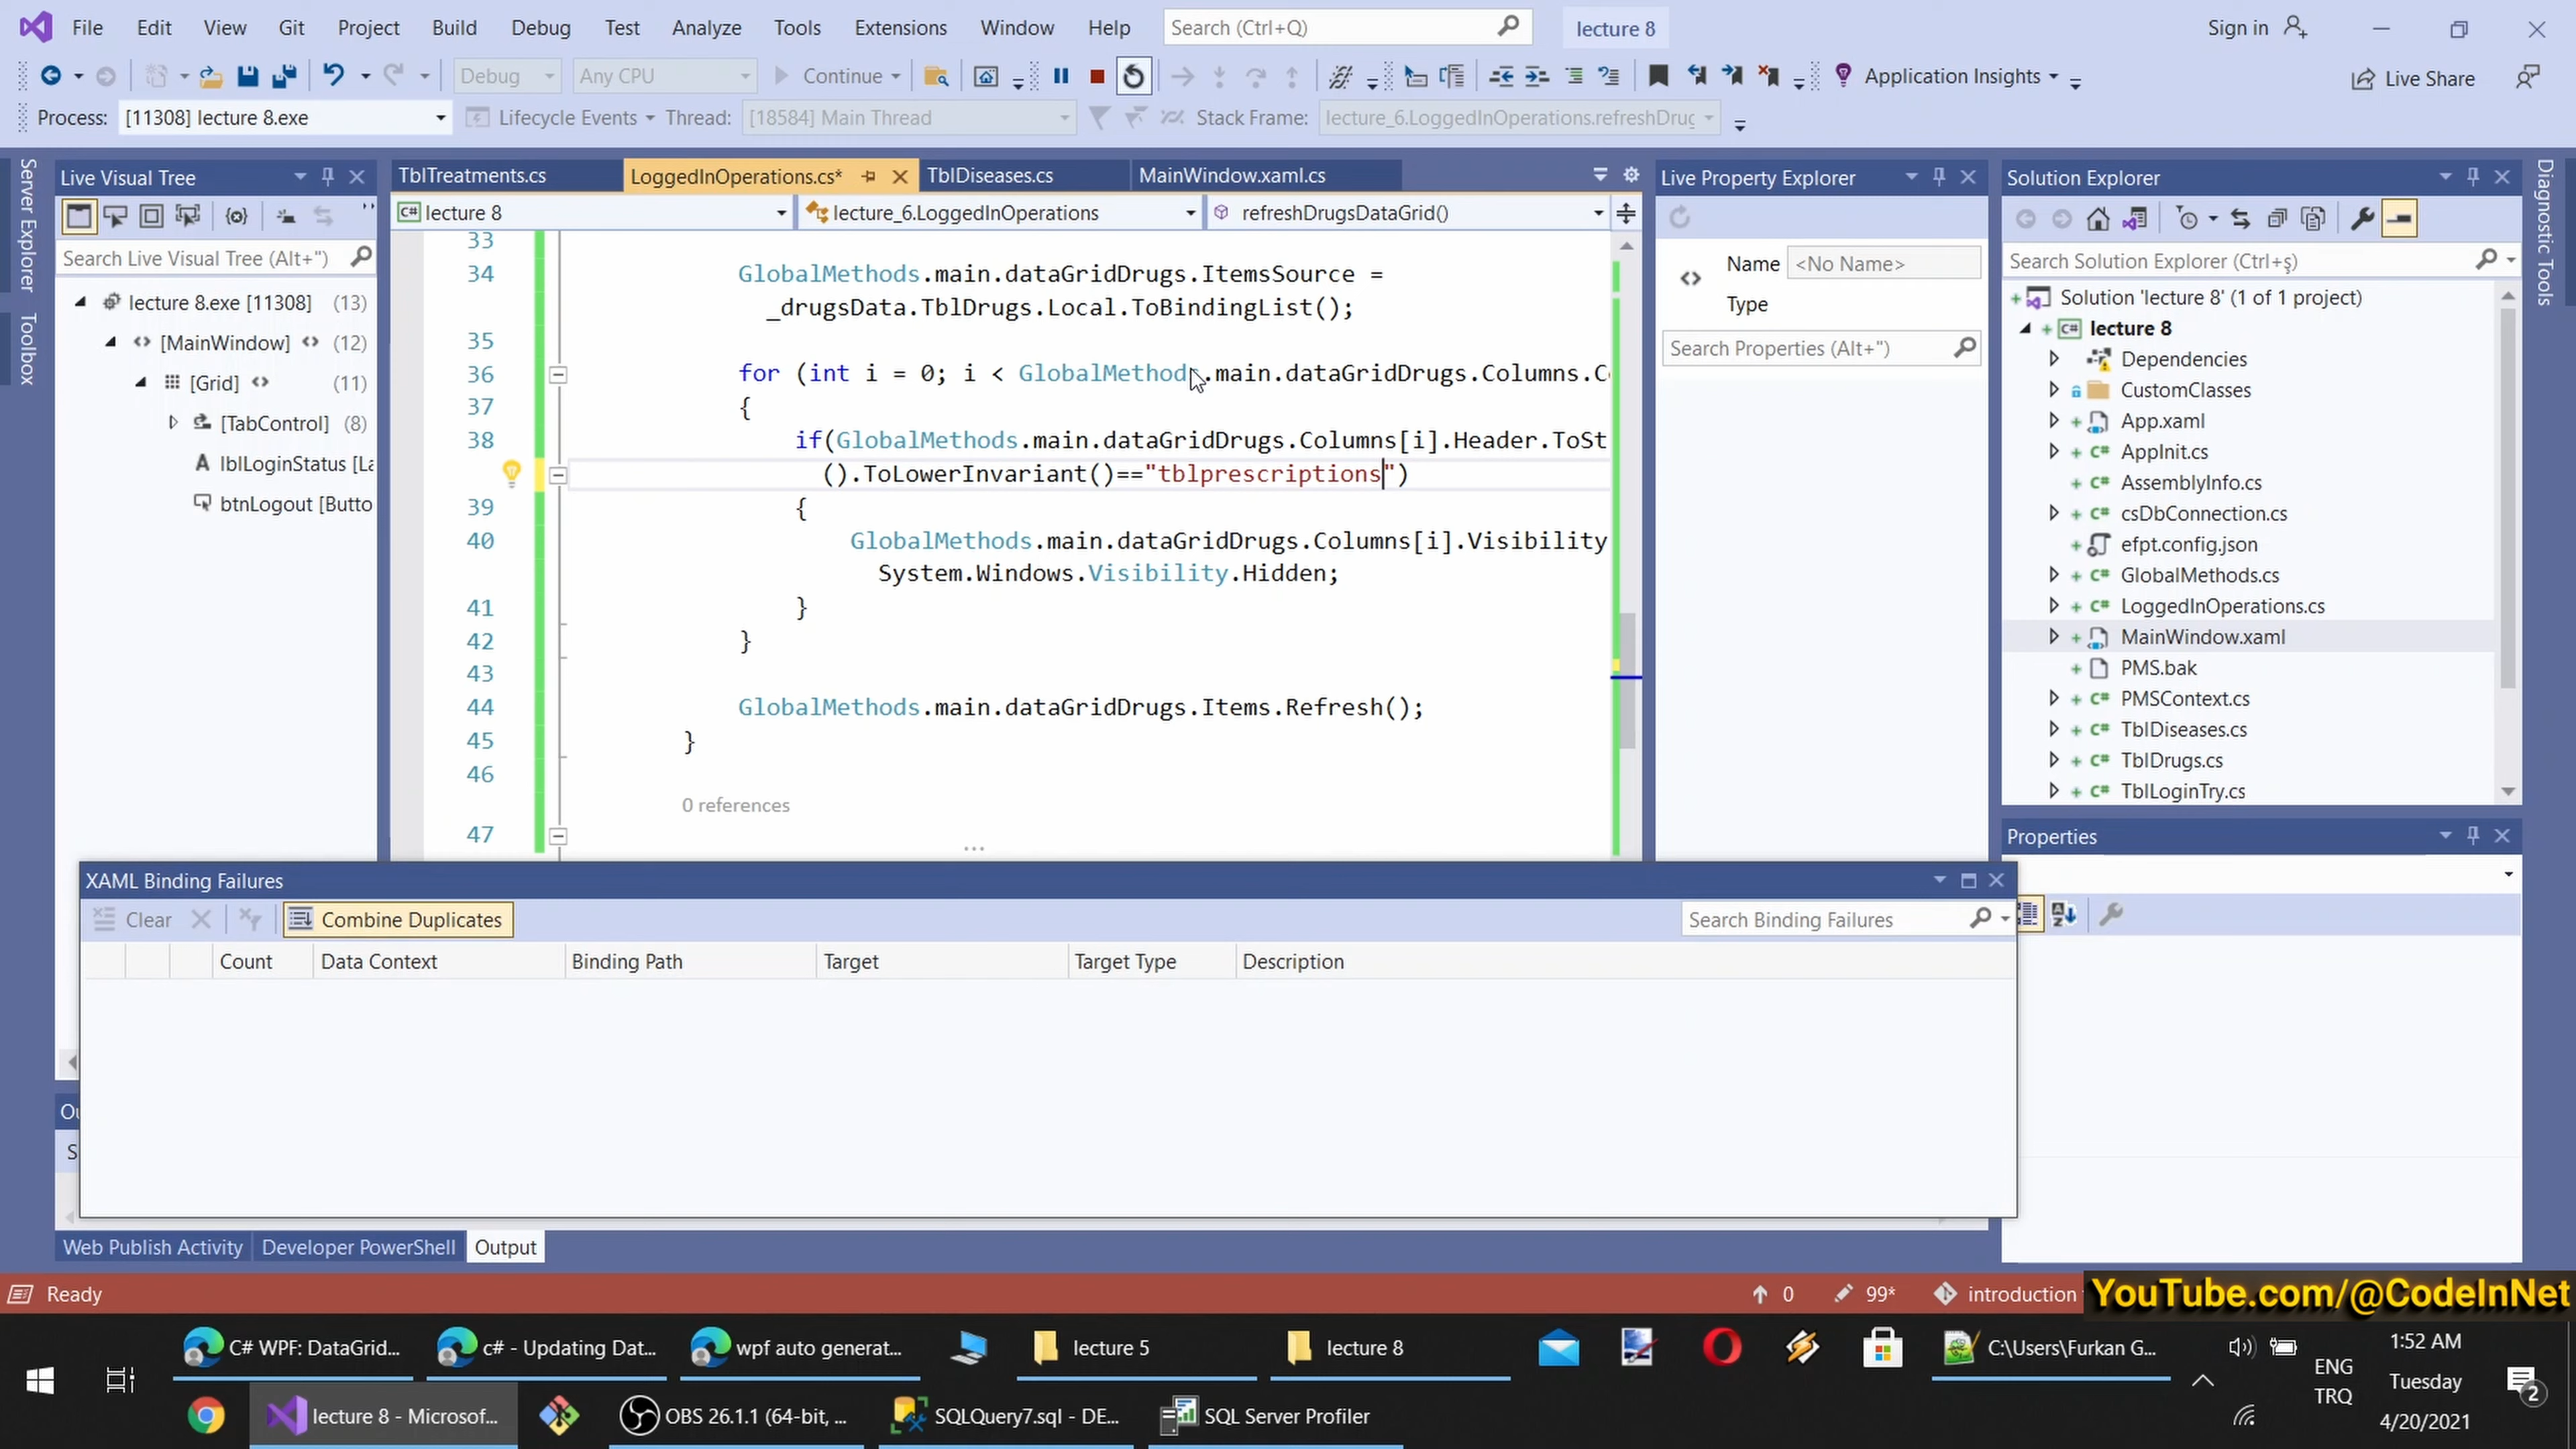 File Edit View Git Project Build Debug Test Analyze Tools Extensions Window Help Search (Ctrl+Q) lecture 8 Sign in
Debug Any CPU Continue Application Insights Live Share
Process: [11308] lecture 8.exe Lifecycle Events Thread: [18584] Main Thread Stack Frame: lecture_6.LoggedInOperations.refreshDrug
Server Explorer
Toolbox
Live Visual Tree
Search Live Visual Tree (Alt+")
lecture 8.exe [11308] (13)
[MainWindow] (12)
[Grid] (11)
[TabControl] (8)
lblLoginStatus [La
btnLogout [Butto
TblTreatments.cs LoggedInOperations.cs* TblDiseases.cs MainWindow.xaml.cs
lecture 8 lecture_6.LoggedInOperations refreshDrugsDataGrid()
33
34 GlobalMethods.main.dataGridDrugs.ItemsSource =
_drugsData.TblDrugs.Local.ToBindingList();
35
36 for (int i = 0; i < GlobalMethods.main.dataGridDrugs.Columns.C
37 {
38 if(GlobalMethods.main.dataGridDrugs.Columns[i].Header.ToSt
().ToLowerInvariant()=="tblprescriptions")
39 {
40 GlobalMethods.main.dataGridDrugs.Columns[i].Visibility
System.Windows.Visibility.Hidden;
41 }
42 }
43
44 GlobalMethods.main.dataGridDrugs.Items.Refresh();
45 }
46
0 references
47
Live Property Explorer
Name <No Name>
Type
Search Properties (Alt+")
Solution Explorer
Search Solution Explorer (Ctrl+ş)
Solution 'lecture 8' (1 of 1 project)
lecture 8
Dependencies
CustomClasses
App.xaml
AppInit.cs
AssemblyInfo.cs
csDbConnection.cs
efpt.config.json
GlobalMethods.cs
LoggedInOperations.cs
MainWindow.xaml
PMS.bak
PMSContext.cs
TblDiseases.cs
TblDrugs.cs
TblLoginTry.cs
Diagnostic Tools
Properties
XAML Binding Failures
Clear Combine Duplicates Search Binding Failures
Count Data Context Binding Path Target Target Type Description
Ou
S
Web Publish Activity Developer PowerShell Output
Ready 0 99* introduction
YouTube.com/@CodeInNet
C# WPF: DataGrid... c# - Updating Dat... wpf auto generat... lecture 5 lecture 8 C:\Users\Furkan G...
lecture 8 - Microsof... OBS 26.1.1 (64-bit, ... SQLQuery7.sql - DE... SQL Server Profiler
ENG
TRQ
1:52 AM
Tuesday
4/20/2021
2